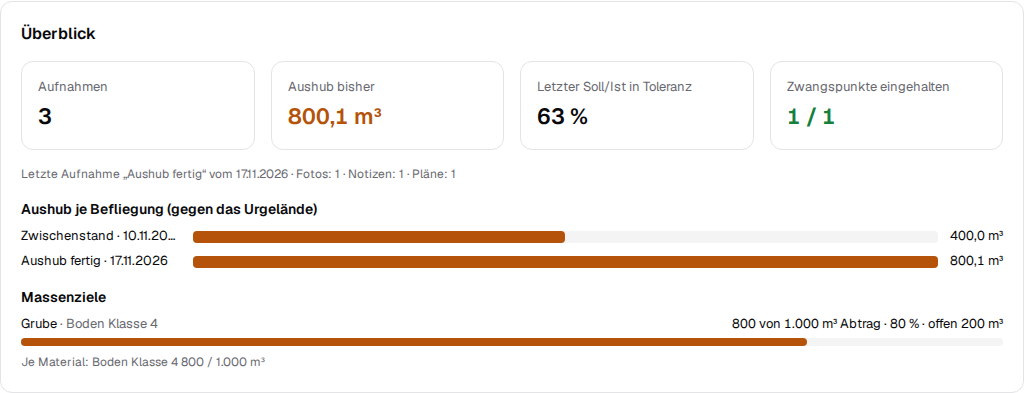 Überblick
Aufnahmen
3
Aushub bisher
800,1 m³
Letzter Soll/Ist in Toleranz
63 %
Zwangspunkte eingehalten
1 / 1
Letzte Aufnahme „Aushub fertig“ vom 17.11.2026 · Fotos: 1 · Notizen: 1 · Pläne: 1
Aushub je Befliegung (gegen das Urgelände)
Zwischenstand · 10.11.20… 400,0 m³
Aushub fertig · 17.11.2026 800,1 m³
Massenziele
Grube · Boden Klasse 4 800 von 1.000 m³ Abtrag · 80 % · offen 200 m³
Je Material: Boden Klasse 4 800 / 1.000 m³